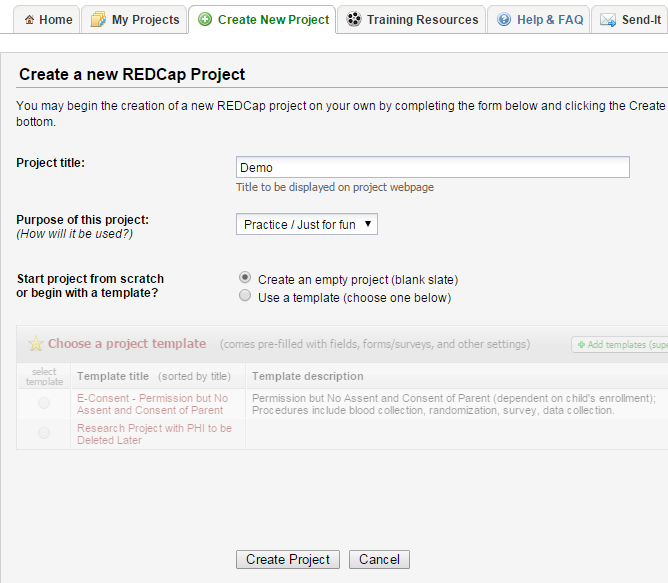 Home My Projects Create New Project Training Resources Help & FAQ Send-It
Create a new REDCap Project
You may begin the creation of a new REDCap project on your own by completing the form below and clicking the Create
bottom.
Project title:
Demo
Title to be displayed on project webpage
Purpose of this project:
(How will it be used?)
Practice / Just for fun
Start project from scratch
or begin with a template?
Create an empty project (blank slate)
Use a template (choose one below)
Choose a project template (comes pre-filled with fields, forms/surveys, and other settings) Add templates (supe
select
template
Template title (sorted by title) Template description
E-Consent - Permission but No
Assent and Consent of Parent
Permission but No Assent and Consent of Parent (dependent on child's enrollment);
Procedures include blood collection, randomization, survey, data collection.
Research Project with PHI to be
Deleted Later
Create Project Cancel